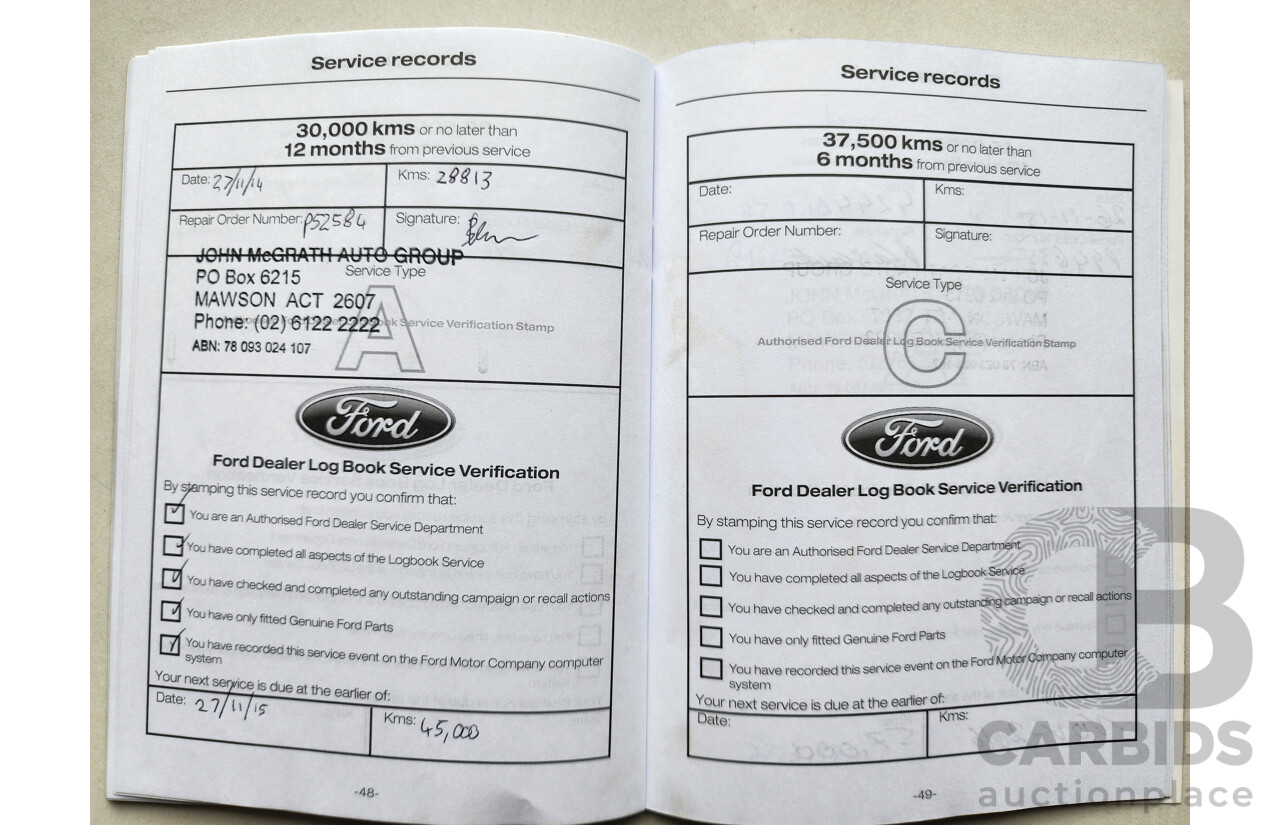 Service records
30,000 kms or no later than
12 months from previous service
Date: 27/11/14
Kms: 28813
Repair Order Number: P52584
Signature:
JOHN McGRATH AUTO GROUP
Service Type
PO Box 6215
MAWSON ACT 2607
Phone: (02) 6122 2222
ABN: 78 093 024 107
A
Book Service Verification Stamp
Ford
Ford Dealer Log Book Service Verification
By stamping this service record you confirm that:
You are an Authorised Ford Dealer Service Department
You have completed all aspects of the Logbook Service
You have checked and completed any outstanding campaign or recall actions
You have only fitted Genuine Ford Parts
You have recorded this service event on the Ford Motor Company computer
system
Your next service is due at the earlier of:
Date: 27/11/15
Kms: 45,000
-48-
Service records
37,500 kms or no later than
6 months from previous service
Date:
Kms:
Repair Order Number:
Signature:
Service Type
C
Authorised Ford Dealer Log Book Service Verification Stamp
Ford
Ford Dealer Log Book Service Verification
By stamping this service record you confirm that:
You are an Authorised Ford Dealer Service Department
You have completed all aspects of the Logbook Service
You have checked and completed any outstanding campaign or recall actions
You have only fitted Genuine Ford Parts
You have recorded this service event on the Ford Motor Company computer
system
Your next service is due at the earlier of:
Date:
Kms:
-49-
CB
CARBIDS
auctionplace